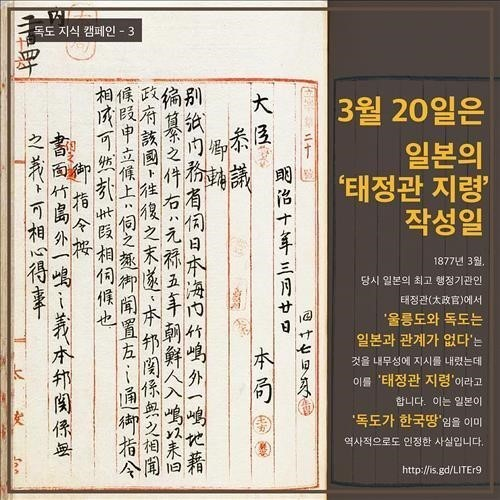 독도 지식 캠페인 - 3
3월 20일은
일본의
'태정관 지령'
작성일
1877년 3월,
당시 일본의 최고 행정기관인
태정관(太政官)에서
'울릉도와 독도는
일본과 관계가 없다'는
것을 내무성에 지시를 내렸는데
이를 '태정관 지령'이라고
합니다. 이는 일본이
'독도가 한국땅'임을 이미
역사적으로도 인정한 사실입니다.
http://is.gd/LITEr9
明治十年三月廿日
大臣
本局
参議
卿輔
別紙内務省伺日本海内竹嶋外一嶋地籍
編纂之件右ハ元禄五年朝鮮人入嶋以来旧
政府該國ト往復之末遂ニ本邦関係無之相聞
候段申立候上ハ伺之趣御聞置左之通御指令
相成可然哉此段相伺候也
御指令按
書面竹島外一嶋之義本邦関係無
之義ト可相心得事